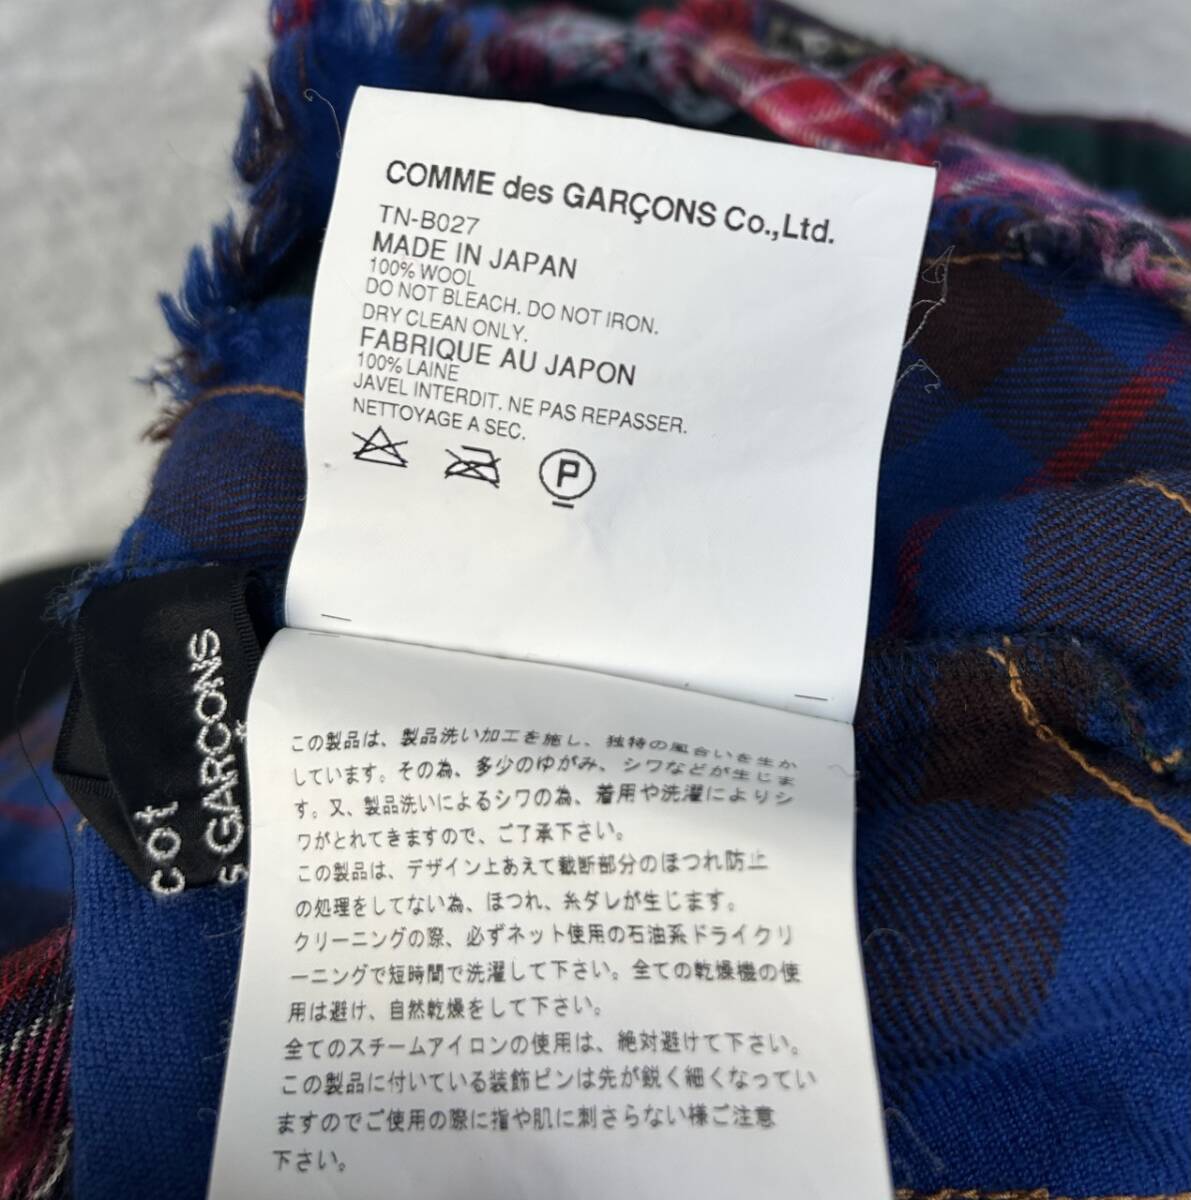 COMME des GARÇONS Co.,Ltd.
TN-B027
MADE IN JAPAN
100% WOOL
DO NOT BLEACH. DO NOT IRON.
DRY CLEAN ONLY.
FABRIQUE AU JAPON
100% LAINE
JAVEL INTERDIT. NE PAS REPASSER.
NETTOYAGE A SEC.
P
cot
s GARÇONS
この製品は、製品洗い加工を施し、独特の風合いを生か
しています。その為、多少のゆがみ、シワなどが生じま
す。又、製品洗いによるシワの為、着用や洗濯によりシ
ワがとれてきますので、ご了承下さい。
この製品は、デザイン上あえて裁断部分のほつれ防止
の処理をしてない為、ほつれ、糸ダレが生じます。
クリーニングの際、必ずネット使用の石油系ドライクリ
ーニングで短時間で洗濯して下さい。全ての乾燥機の使
用は避け、自然乾燥をして下さい。
全てのスチームアイロンの使用は、絶対避けて下さい。
この製品に付いている装飾ピンは先が鋭く細くなってい
ますのでご使用の際に指や肌に刺さらない様ご注意
下さい。